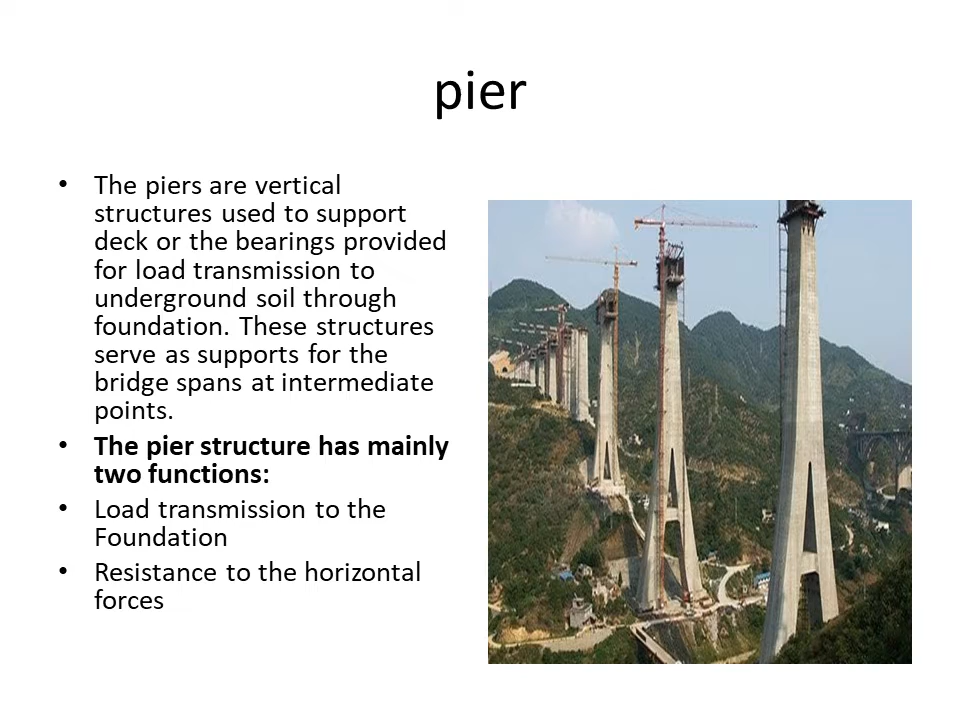 pier
• The piers are vertical
structures used to support
deck or the bearings provided
for load transmission to
underground soil through
foundation. These structures
serve as supports for the
bridge spans at intermediate
points.
• The pier structure has mainly
two functions:
• Load transmission to the
Foundation
• Resistance to the horizontal
forces